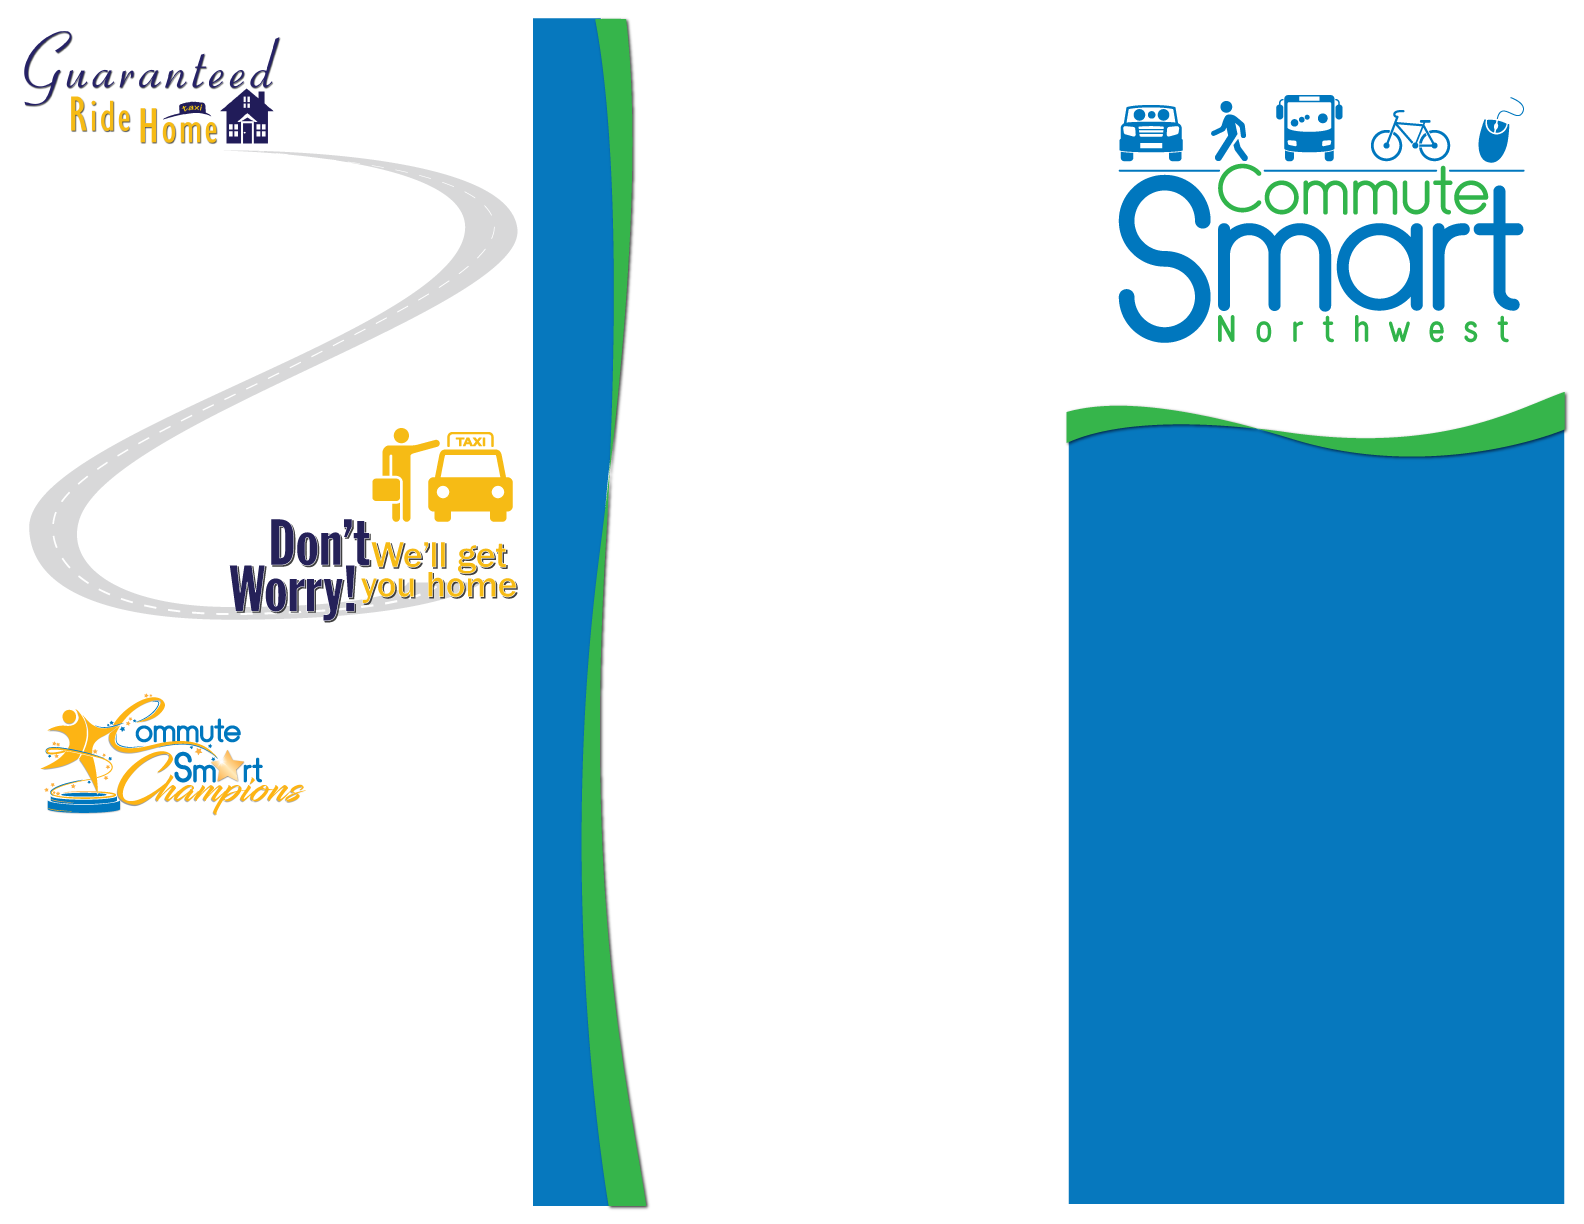 Guaranteed
Ride Home
taxi
TAXI
Don't
Worry!
We'll get
you home
Commute
Smart
Champions
Commute
Smart
Northwest